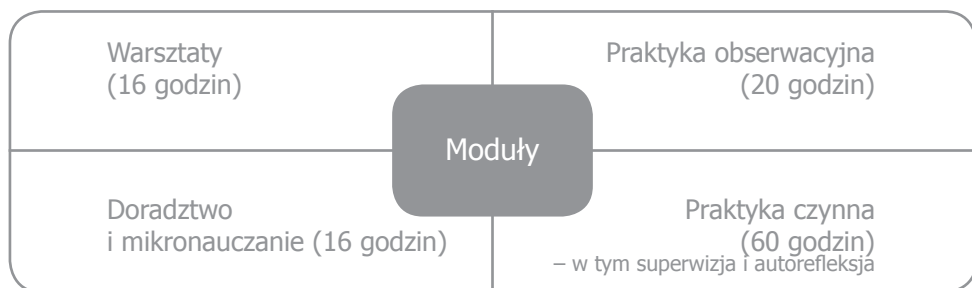 Warsztaty
(16 godzin)
Praktyka obserwacyjna
(20 godzin)
Moduły
Doradztwo
i mikronauczanie (16 godzin)
Praktyka czynna
(60 godzin)
– w tym superwizja i autorefleksja